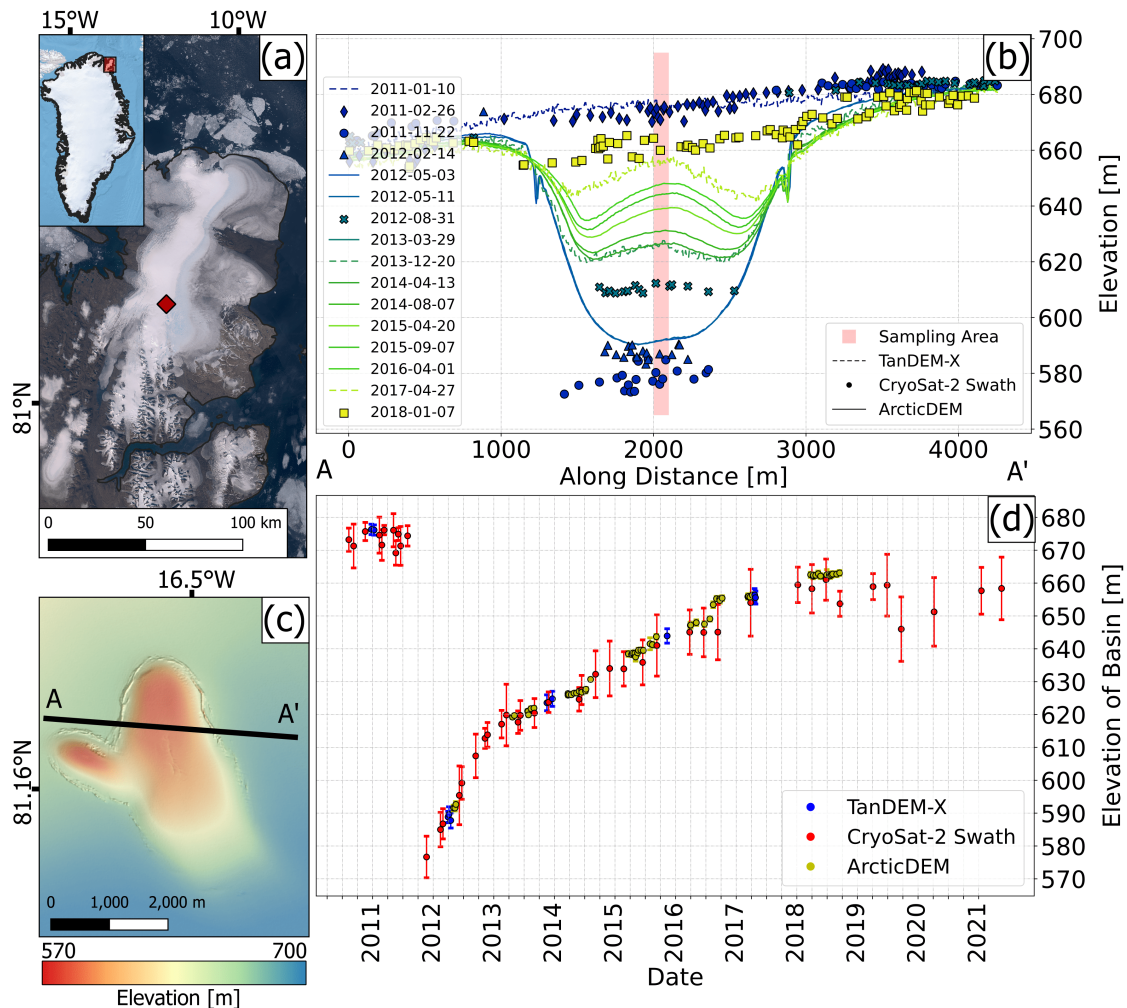 15°W
10°W
(a)
81°N
0
50
100 km
(b)
700
680
660
640
620
600
580
560
Elevation [m]
2011-01-10
2011-02-26
2011-11-22
2012-02-14
2012-05-03
2012-05-11
2012-08-31
2013-03-29
2013-12-20
2014-04-13
2014-08-07
2015-04-20
2015-09-07
2016-04-01
2017-04-27
2018-01-07
Sampling Area
TanDEM-X
CryoSat-2 Swath
ArcticDEM
0
1000
2000
3000
4000
A
Along Distance [m]
A'
16.5°W
(c)
A
A'
81.16°N
0
1,000
2,000 m
570
700
Elevation [m]
(d)
680
670
660
650
640
630
620
610
600
590
580
570
Elevation of Basin [m]
TanDEM-X
CryoSat-2 Swath
ArcticDEM
2011
2012
2013
2014
2015
2016
2017
2018
2019
2020
2021
Date